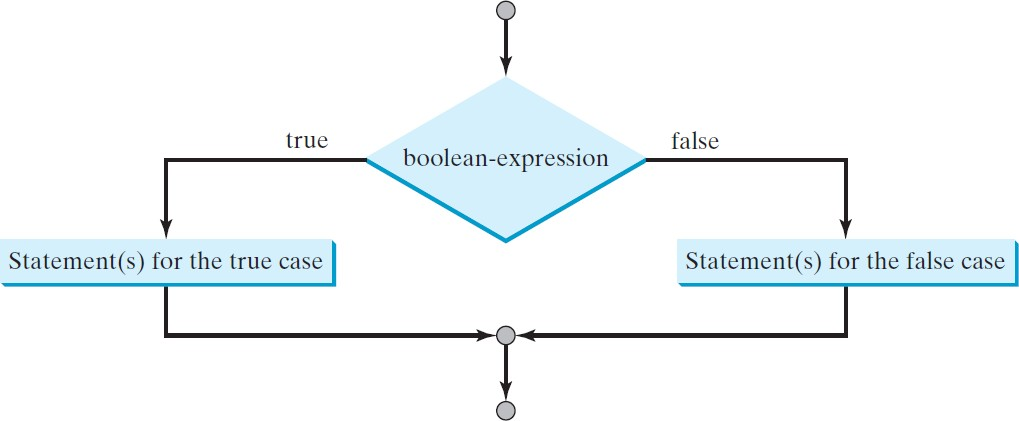 true
false
boolean-expression
Statement(s) for the true case
Statement(s) for the false case